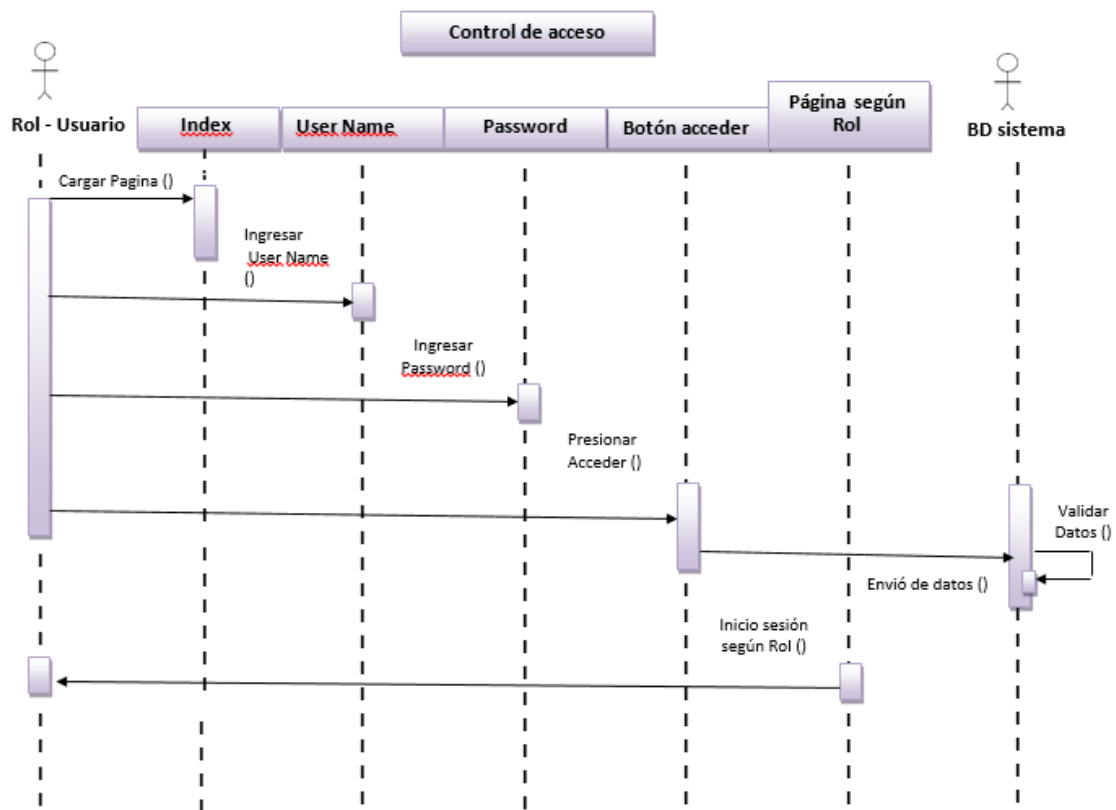 Control de acceso
Rol - Usuario
Index
User Name
Password
Botón acceder
Página según
Rol
BD sistema
Cargar Pagina ()
Ingresar
User Name
()
Ingresar
Password ()
Presionar
Acceder ()
Validar
Datos ()
Envió de datos ()
Inicio sesión
según Rol ()